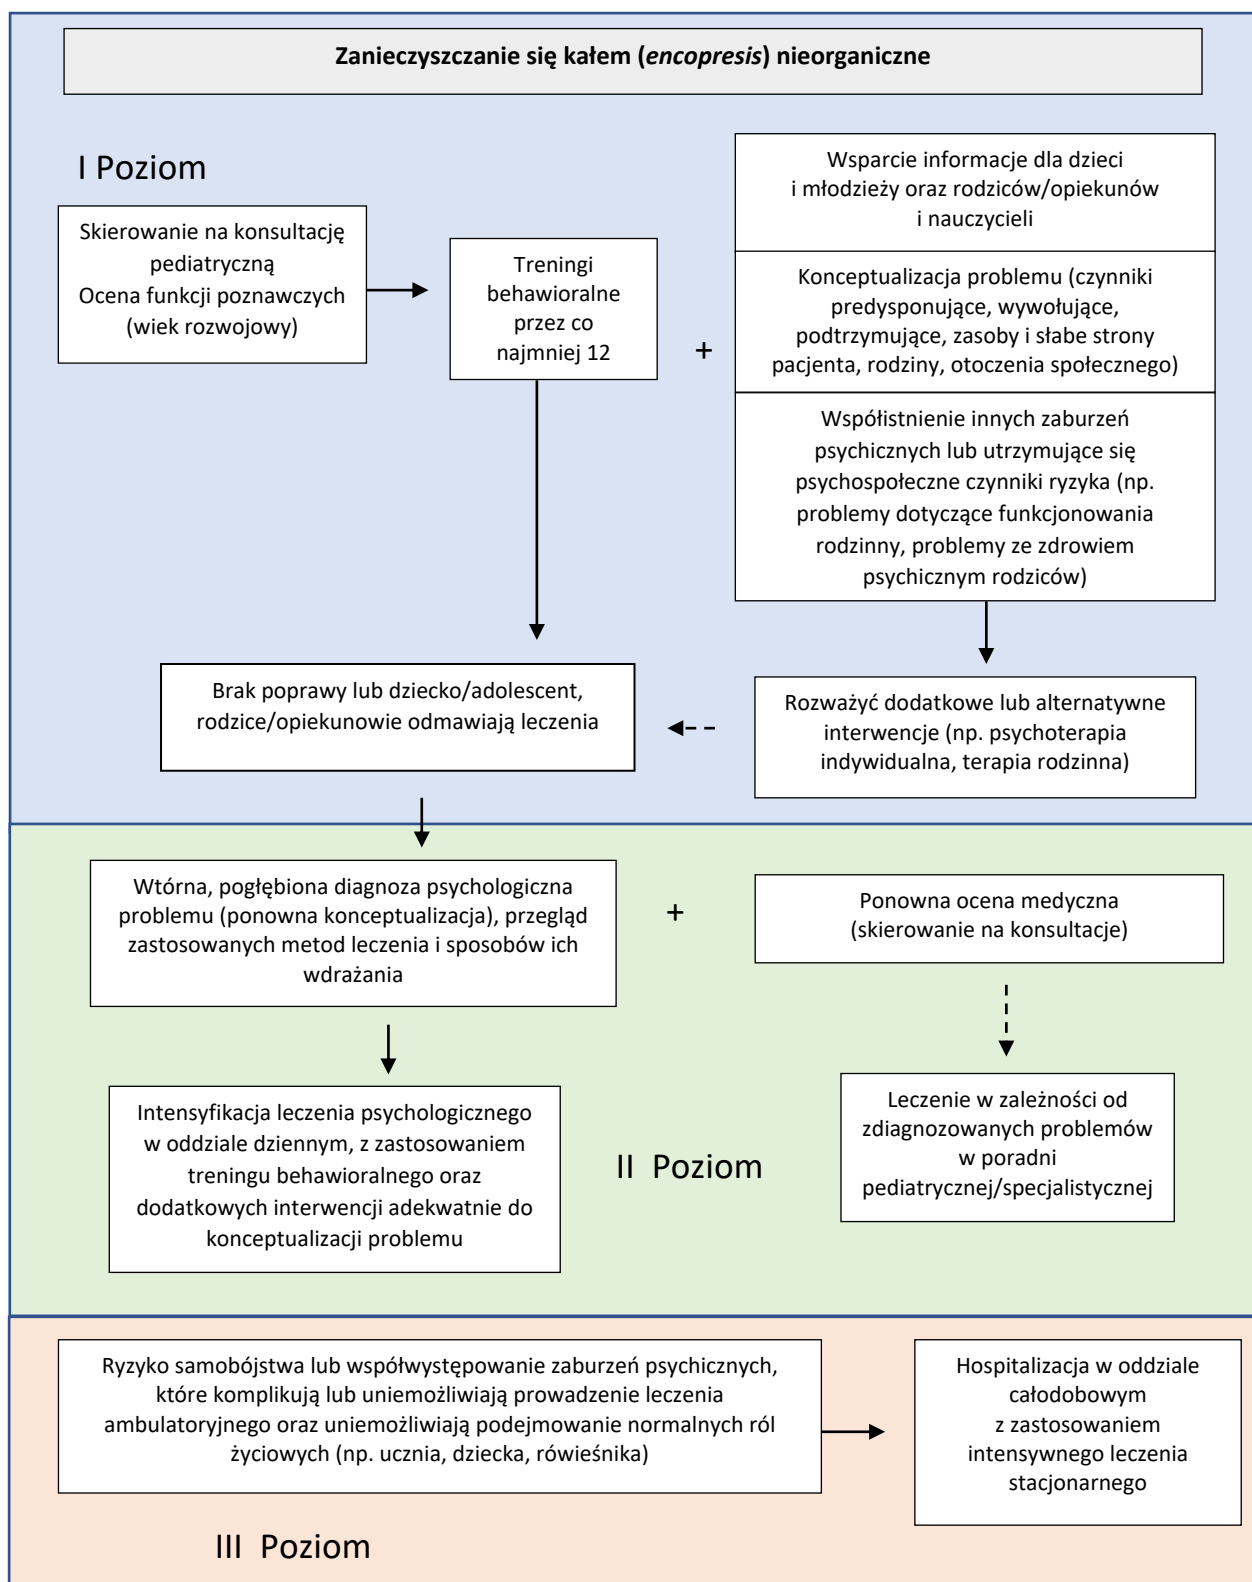 Zanieczyszczanie się kałem (encopresis) nieorganiczne
I Poziom
Skierowanie na konsultację
pediatryczną
Ocena funkcji poznawczych
(wiek rozwojowy)
Treningi
behawioralne
przez co
najmniej 12
+
Wsparcie informacje dla dzieci
i młodzieży oraz rodziców/opiekunów
i nauczycieli
Konceptualizacja problemu (czynniki
predysponujące, wywołujące,
podtrzymujące, zasoby i słabe strony
pacjenta, rodziny, otoczenia społecznego)
Współistnienie innych zaburzeń
psychicznych lub utrzymujące się
psychospołeczne czynniki ryzyka (np.
problemy dotyczące funkcjonowania
rodzinny, problemy ze zdrowiem
psychicznym rodziców)
Brak poprawy lub dziecko/adolescent,
rodzice/opiekunowie odmawiają leczenia
Rozważyć dodatkowe lub alternatywne
interwencje (np. psychoterapia
indywidualna, terapia rodzinna)
Wtórna, pogłębiona diagnoza psychologiczna
problemu (ponowna konceptualizacja), przegląd
zastosowanych metod leczenia i sposobów ich
wdrażania
+
Ponowna ocena medyczna
(skierowanie na konsultacje)
Intensyfikacja leczenia psychologicznego
w oddziale dziennym, z zastosowaniem
treningu behawioralnego oraz
dodatkowych interwencji adekwatnie do
konceptualizacji problemu
II Poziom
Leczenie w zależności od
zdiagnozowanych problemów
w poradni
pediatrycznej/specjalistycznej
Ryzyko samobójstwa lub współwystępowanie zaburzeń psychicznych,
które komplikują lub uniemożliwiają prowadzenie leczenia
ambulatoryjnego oraz uniemożliwiają podejmowanie normalnych ról
życiowych (np. ucznia, dziecka, rówieśnika)
Hospitalizacja w oddziale
całodobowym
z zastosowaniem
intensywnego leczenia
stacjonarnego
III Poziom